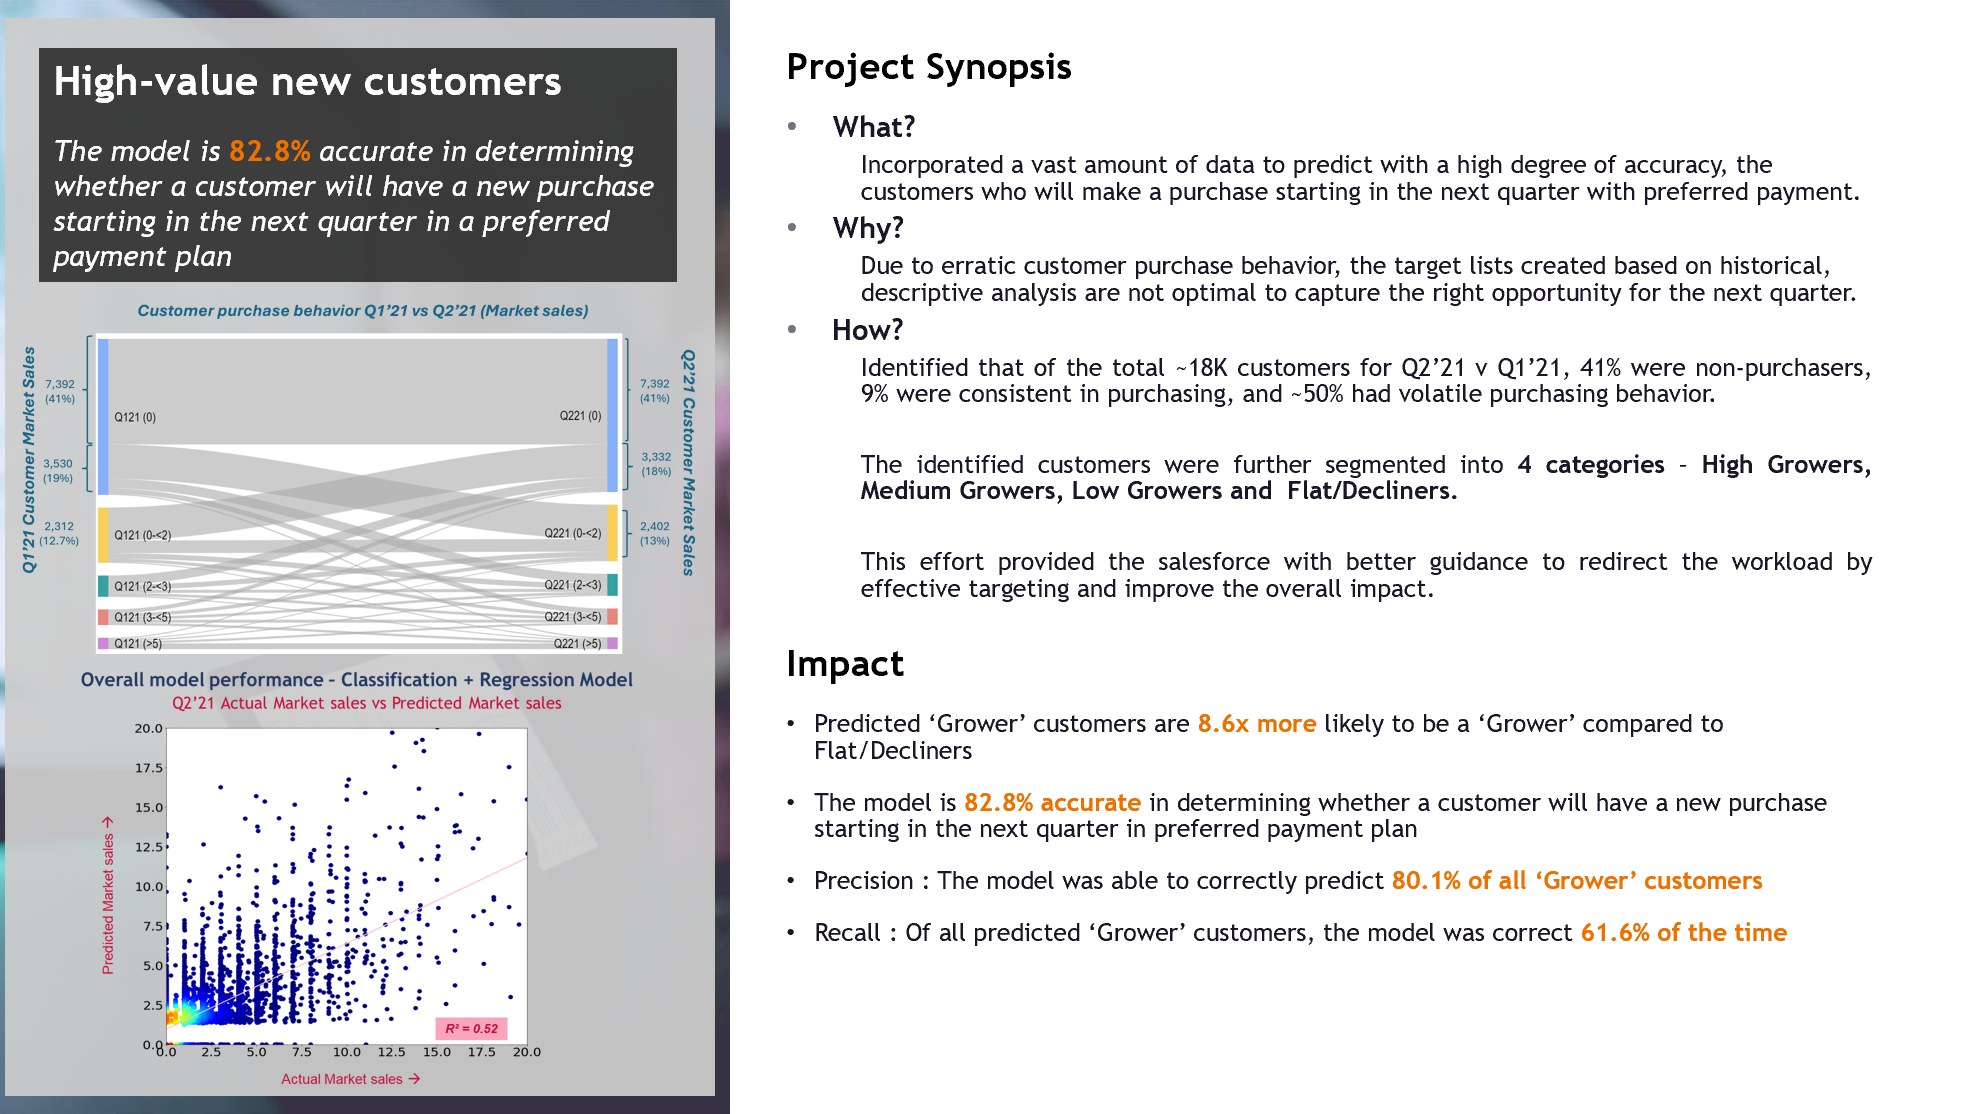 High-value new customers
The model is 82.8% accurate in determining
whether a customer will have a new purchase
starting in the next quarter in a preferred
payment plan
Customer purchase behavior Q1’21 vs Q2’21 (Market sales)
Q1’21 Customer Market Sales
7,392
(41%)
3,530
(19%)
2,312
(12.7%)
Q121 (0)
Q121 (0-<2)
Q121 (2-<3)
Q121 (3-<5)
Q121 (>5)
Q221 (0)
Q221 (0-<2)
Q221 (2-<3)
Q221 (3-<5)
Q221 (>5)
7,392
(41%)
3,332
(18%)
2,402
(13%)
Q2’21 Customer Market Sales
Overall model performance – Classification + Regression Model
Q2’21 Actual Market sales vs Predicted Market sales
Predicted Market sales →
20.0
17.5
15.0
12.5
10.0
7.5
5.0
2.5
0.0
R² = 0.52
0.0 2.5 5.0 7.5 10.0 12.5 15.0 17.5 20.0
Actual Market sales →
Project Synopsis
• What?
Incorporated a vast amount of data to predict with a high degree of accuracy, the
customers who will make a purchase starting in the next quarter with preferred payment.
• Why?
Due to erratic customer purchase behavior, the target lists created based on historical,
descriptive analysis are not optimal to capture the right opportunity for the next quarter.
• How?
Identified that of the total ~18K customers for Q2’21 v Q1’21, 41% were non-purchasers,
9% were consistent in purchasing, and ~50% had volatile purchasing behavior.
The identified customers were further segmented into 4 categories – High Growers,
Medium Growers, Low Growers and Flat/Decliners.
This effort provided the salesforce with better guidance to redirect the workload by
effective targeting and improve the overall impact.
Impact
• Predicted ‘Grower’ customers are 8.6x more likely to be a ‘Grower’ compared to
Flat/Decliners
• The model is 82.8% accurate in determining whether a customer will have a new purchase
starting in the next quarter in preferred payment plan
• Precision : The model was able to correctly predict 80.1% of all ‘Grower’ customers
• Recall : Of all predicted ‘Grower’ customers, the model was correct 61.6% of the time